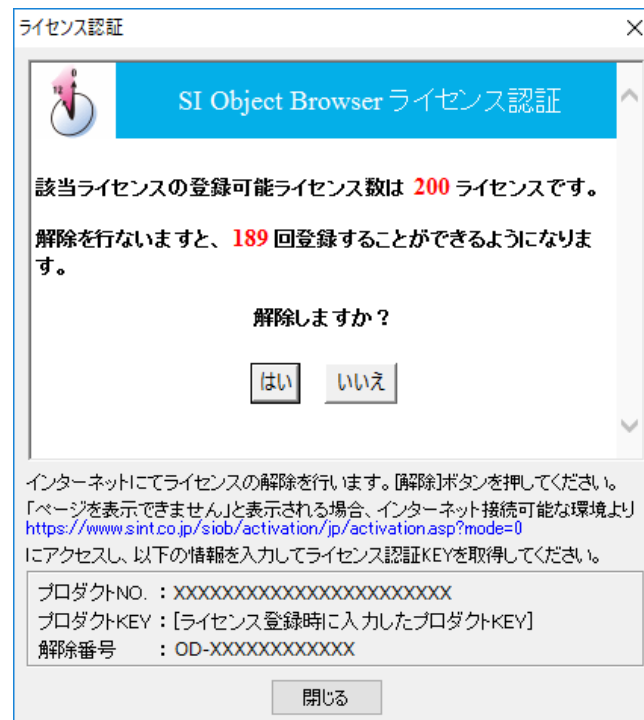 ライセンス認証
SI Object Browser ライセンス認証
該当ライセンスの登録可能ライセンス数は 200 ライセンスです。
解除を行ないますと、189 回登録することができるようになりま
す。
解除しますか？
はい いいえ
インターネットにてライセンスの解除を行います。[解除]ボタンを押してください。
「ページを表示できません」と表示される場合、インターネット接続可能な環境より
https://www.sint.co.jp/siob/activation/jp/activation.asp?mode=0
にアクセスし、以下の情報を入力してライセンス認証KEYを取得してください。
プロダクトNO. : XXXXXXXXXXXXXXXXXXXXXXX
プロダクトKEY : [ライセンス登録時に入力したプロダクトKEY]
解除番号 : OD-XXXXXXXXXXXX
閉じる